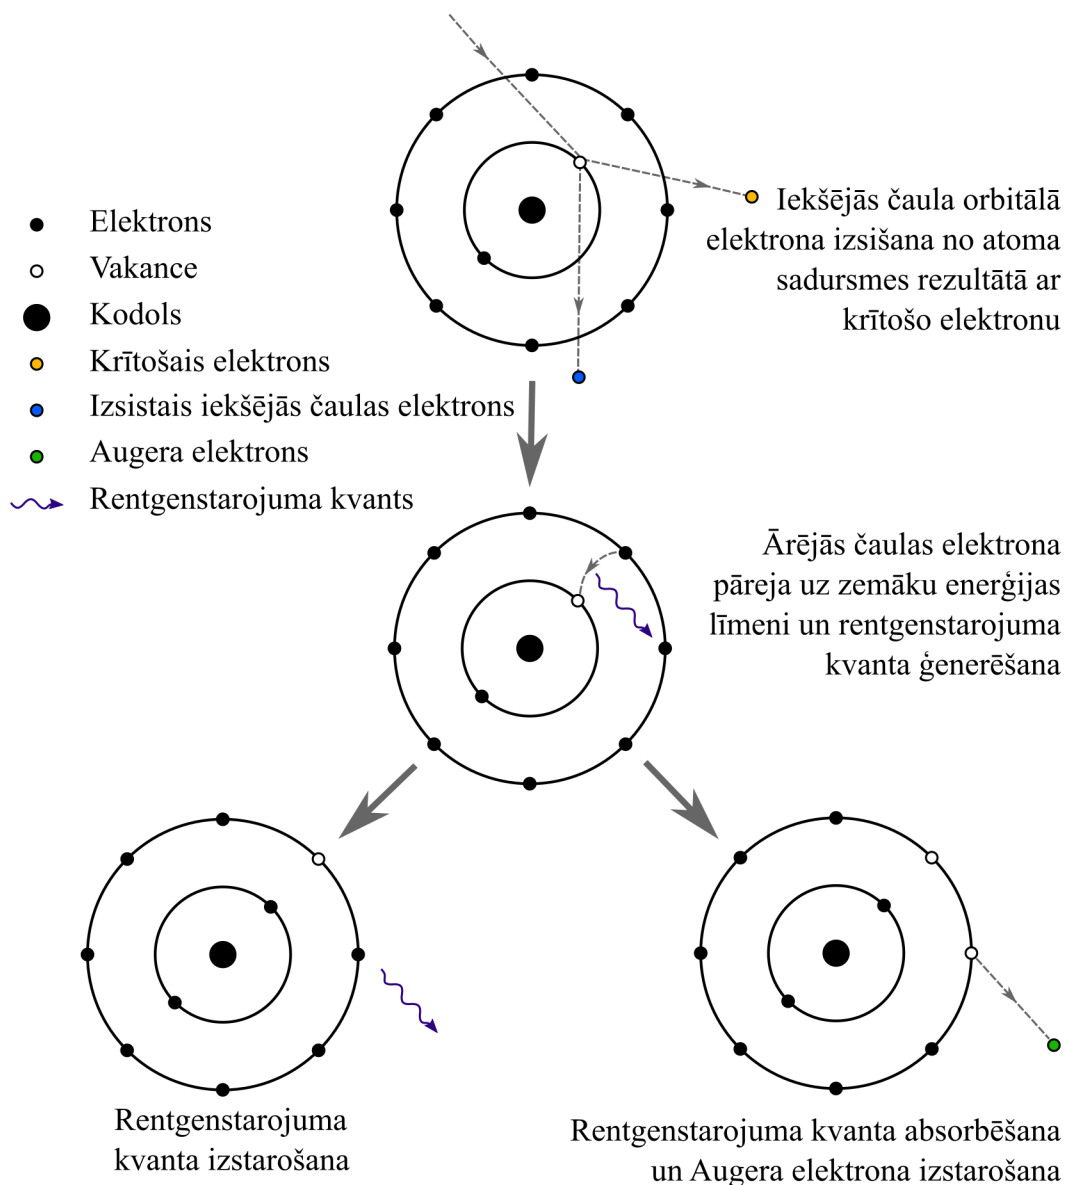 Iekšējās čaula orbitālā
elektrona izsišana no atoma
sadursmes rezultātā ar
krītošo elektronu
Elektrons
Vakance
Kodols
Krītošais elektrons
Izsistais iekšējās čaulas elektrons
Augera elektrons
Rentgenstarojuma kvants
Ārējās čaulas elektrona
pāreja uz zemāku enerģijas
līmeni un rentgenstarojuma
kvanta ģenerēšana
Rentgenstarojuma
kvanta izstarošana
Rentgenstarojuma kvanta absorbēšana
un Augera elektrona izstarošana